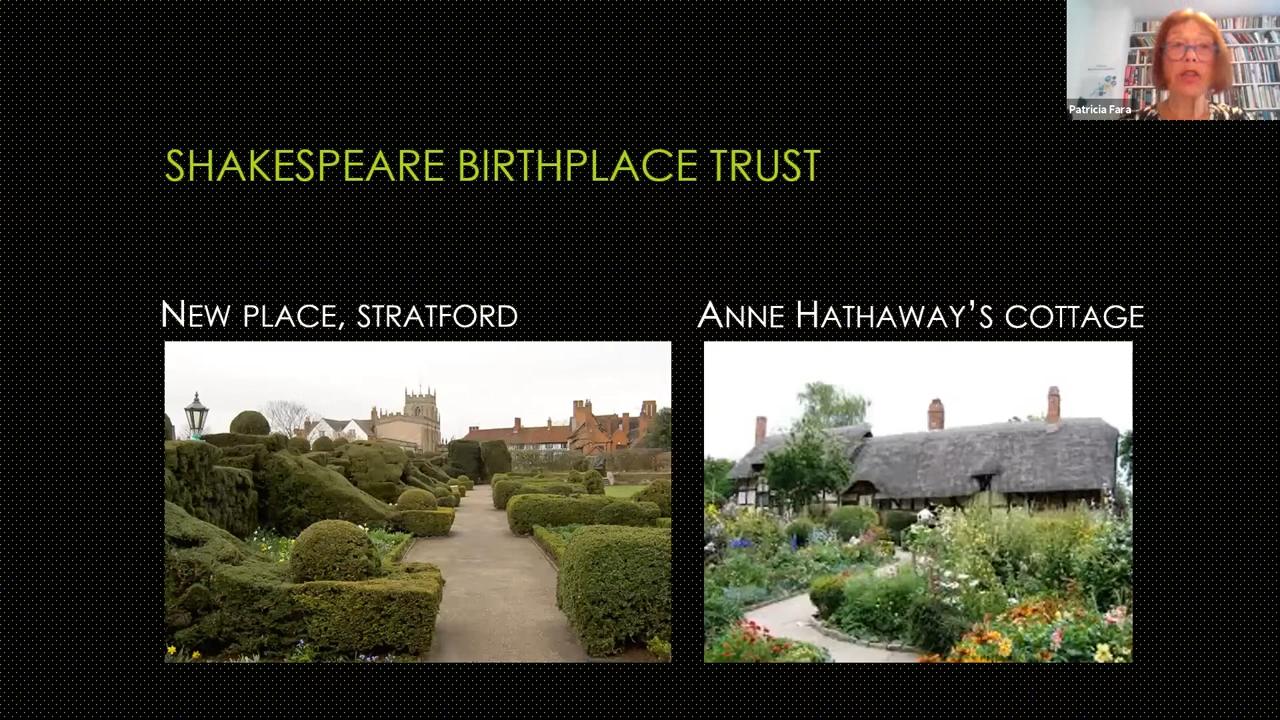 Patricia Fara
SHAKESPEARE BIRTHPLACE TRUST
NEW PLACE, STRATFORD
ANNE HATHAWAY’S COTTAGE